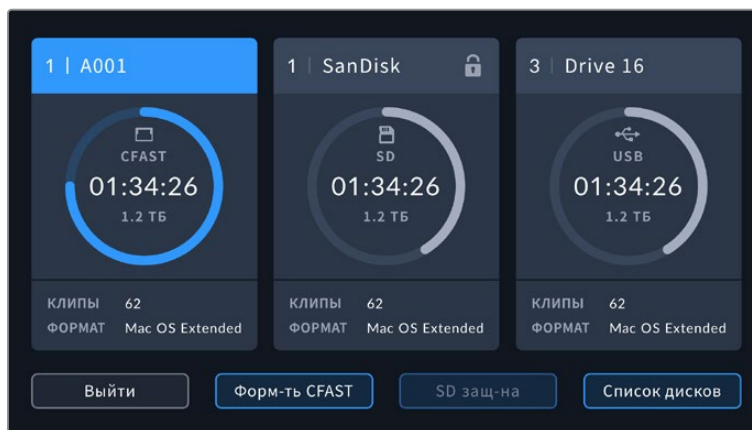 1 | A001
1 | SanDisk
3 | Drive 16
CFAST
01:34:26
1.2 ТБ
SD
01:34:26
1.2 ТБ
USB
01:34:26
1.2 ТБ
КЛИПЫ 62
ФОРМАТ Mac OS Extended
КЛИПЫ 62
ФОРМАТ Mac OS Extended
КЛИПЫ 62
ФОРМАТ Mac OS Extended
Выйти
Форм-ть CFAST
SD защ-на
Список дисков